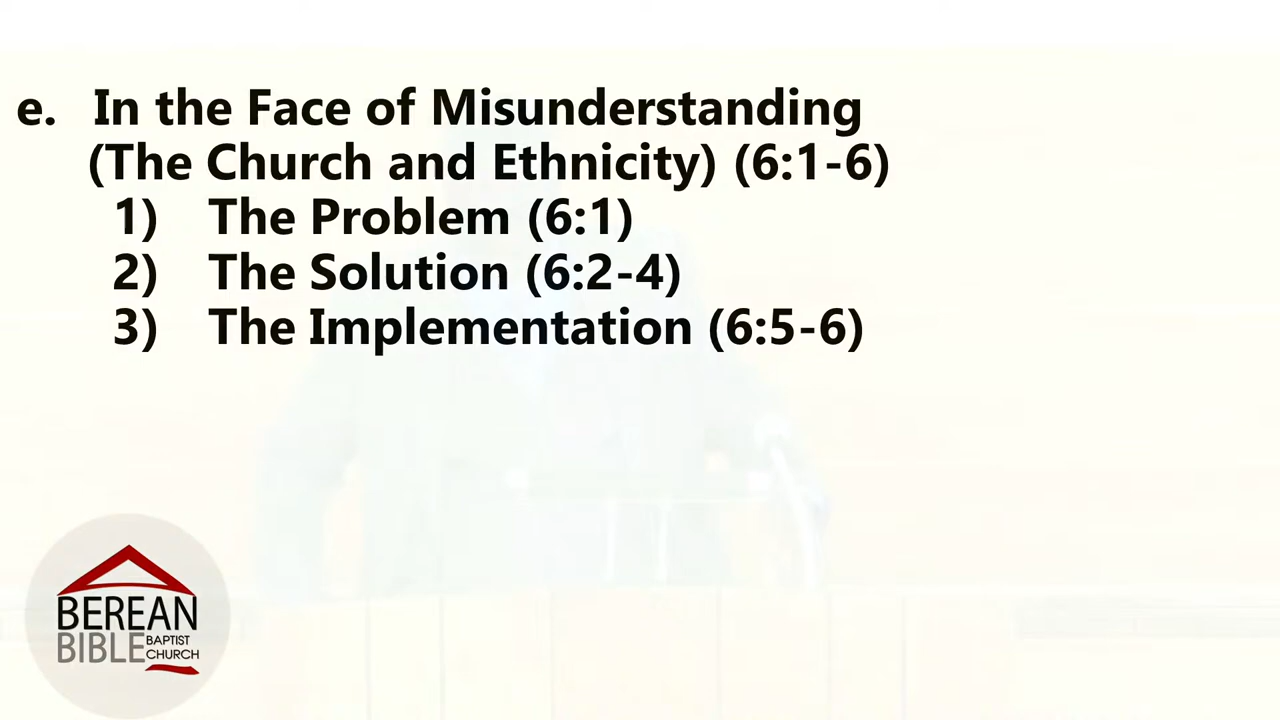 e. In the Face of Misunderstanding
(The Church and Ethnicity) (6:1-6)
1) The Problem (6:1)
2) The Solution (6:2-4)
3) The Implementation (6:5-6)
BEREAN
BIBLE BAPTIST
CHURCH